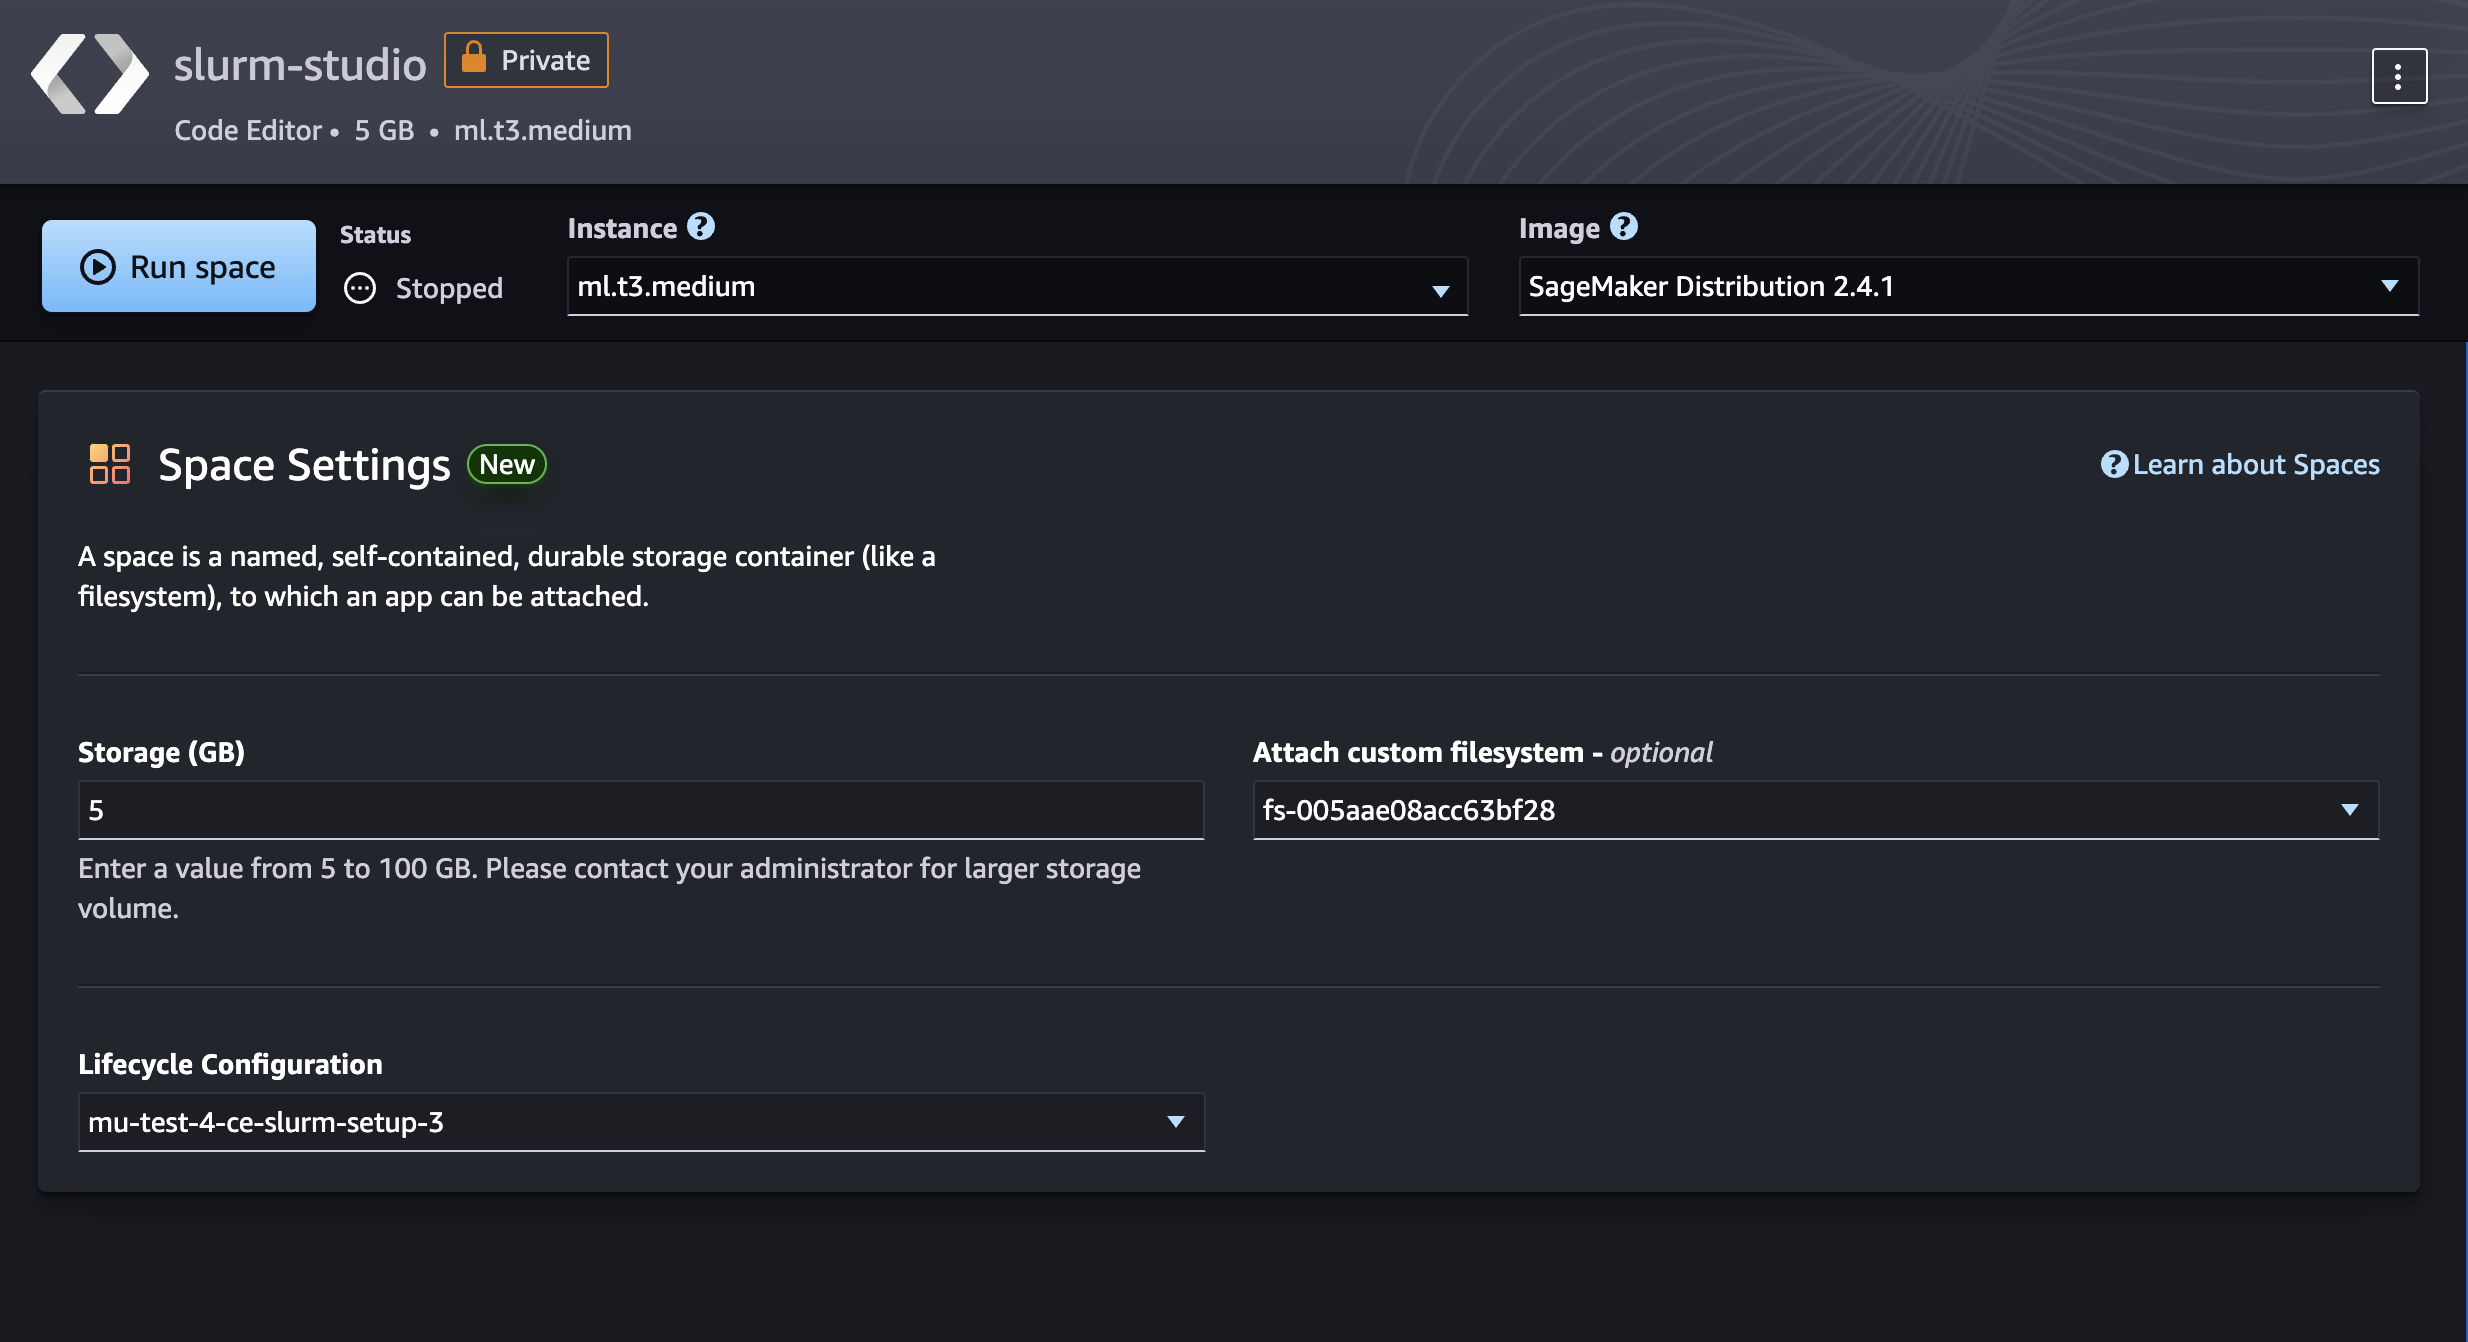 slurm-studio
Private
Code Editor • 5 GB • ml.t3.medium
Run space
Status
Stopped
Instance
ml.t3.medium
Image
SageMaker Distribution 2.4.1
Space Settings
New
Learn about Spaces
A space is a named, self-contained, durable storage container (like a
filesystem), to which an app can be attached.
Storage (GB)
5
Enter a value from 5 to 100 GB. Please contact your administrator for larger storage
volume.
Attach custom filesystem - optional
fs-005aae08acc63bf28
Lifecycle Configuration
mu-test-4-ce-slurm-setup-3